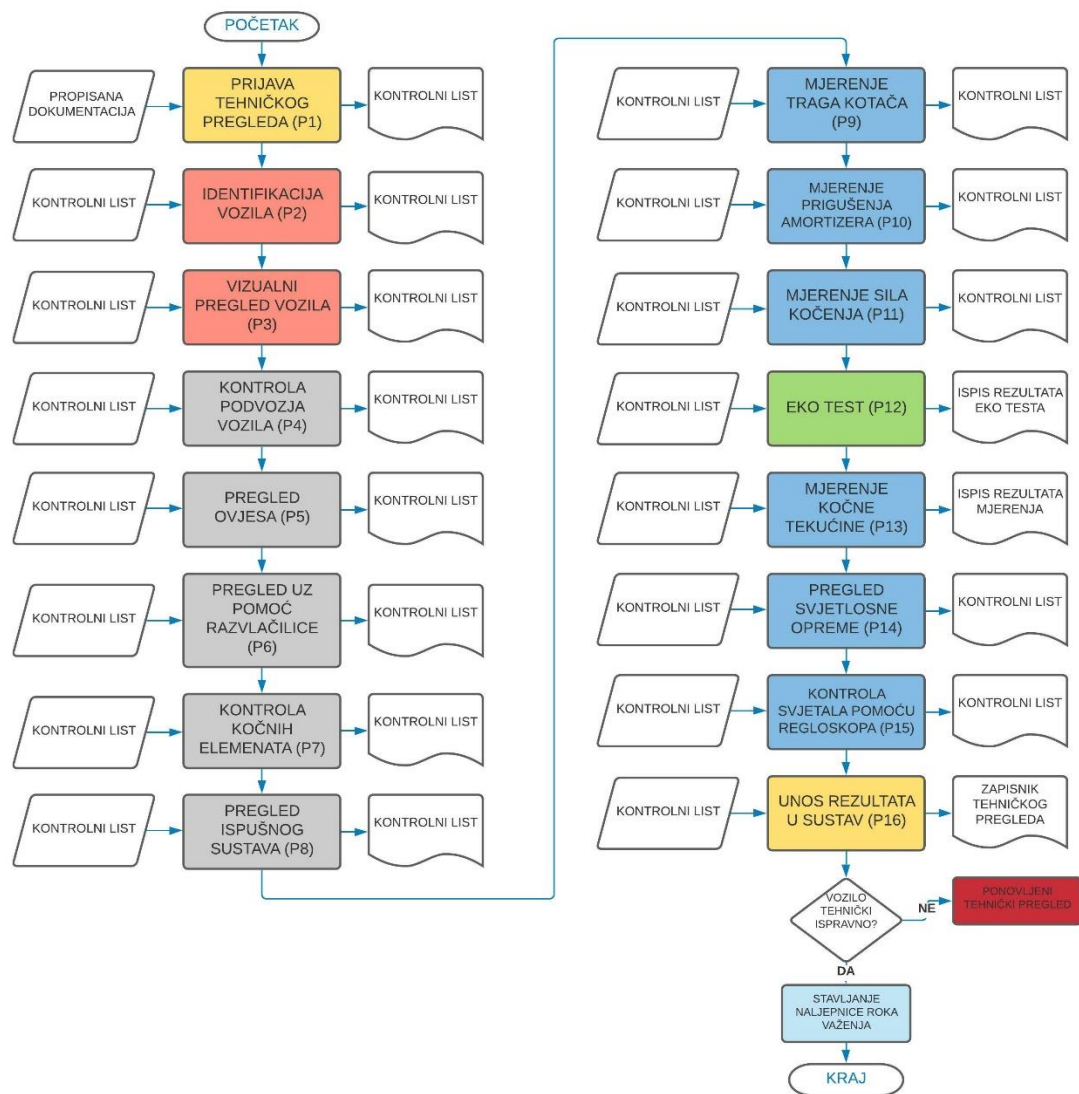 POČETAK
PROPISANA
DOKUMENTACIJA
PRIJAVA
TEHNIČKOG
PREGLEDA (P1)
KONTROLNI LIST
KONTROLNI LIST
IDENTIFIKACIJA
VOZILA (P2)
KONTROLNI LIST
KONTROLNI LIST
VIZUALNI
PREGLED VOZILA
(P3)
KONTROLNI LIST
KONTROLNI LIST
KONTROLA
PODVOZJA
VOZILA (P4)
KONTROLNI LIST
KONTROLNI LIST
PREGLED
OVJESA (P5)
KONTROLNI LIST
KONTROLNI LIST
PREGLED UZ
POMOĆ
RAZVLAČILICE
(P6)
KONTROLNI LIST
KONTROLNI LIST
KONTROLA
KOČNIH
ELEMENATA (P7)
KONTROLNI LIST
KONTROLNI LIST
PREGLED
ISPUŠNOG
SUSTAVA (P8)
KONTROLNI LIST
KONTROLNI LIST
MJERENJE
TRAGA KOTAČA
(P9)
KONTROLNI LIST
KONTROLNI LIST
MJERENJE
PRIGUŠENJA
AMORTIZERA (P10)
KONTROLNI LIST
KONTROLNI LIST
MJERENJE SILA
KOČENJA (P11)
KONTROLNI LIST
KONTROLNI LIST
EKO TEST (P12)
ISPIS REZULTATA
EKO TESTA
KONTROLNI LIST
MJERENJE
KOČNE
TEKUĆINE (P13)
ISPIS REZULTATA
MJERENJA
KONTROLNI LIST
PREGLED
SVJETLOSNE
OPREME (P14)
KONTROLNI LIST
KONTROLNI LIST
KONTROLA
SVJETALA POMOĆU
REGLOSKOPA (P15)
KONTROLNI LIST
KONTROLNI LIST
UNOS REZULTATA
U SUSTAV (P16)
ZAPISNIK
TEHNIČKOG
PREGLEDA
VOZILO
TEHNIČKI
ISPRAVNO?
NE
PONOVLJENI
TEHNIČKI PREGLED
DA
STAVLJANJE
NALJEPNICE ROKA
VAŽENJA
KRAJ